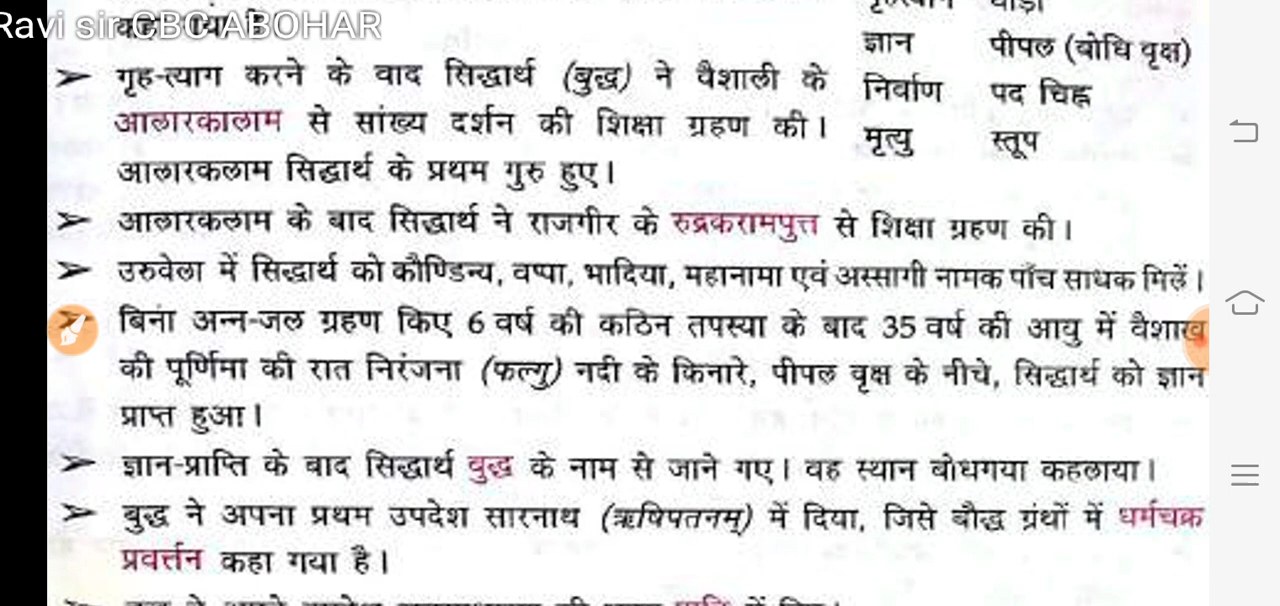 Ravi sir GBC ABOHAR
ज्ञान पीपल (बोधि वृक्ष)
गृह-त्याग करने के बाद सिद्धार्थ (बुद्ध) ने वैशाली के
निर्वाण पद चिह्न
आलारकालाम से सांख्य दर्शन की शिक्षा ग्रहण की।
मृत्यु स्तूप
आलारकलाम सिद्धार्थ के प्रथम गुरु हुए।
➤ आलारकलाम के बाद सिद्धार्थ ने राजगीर के रुद्रकरामपुत्त से शिक्षा ग्रहण की।
➤ उरुवेला में सिद्धार्थ को कौण्डिन्य, वप्पा, भादिया, महानामा एवं अस्सागी नामक पाँच साधक मिलें।
➤ बिना अन्न-जल ग्रहण किए 6 वर्ष की कठिन तपस्या के बाद 35 वर्ष की आयु में वैशाख
की पूर्णिमा की रात निरंजना (फल्गु) नदी के किनारे, पीपल वृक्ष के नीचे, सिद्धार्थ को ज्ञान
प्राप्त हुआ।
➤ ज्ञान-प्राप्ति के बाद सिद्धार्थ बुद्ध के नाम से जाने गए। वह स्थान बोधगया कहलाया।
➤ बुद्ध ने अपना प्रथम उपदेश सारनाथ (ऋषिपतनम्) में दिया, जिसे बौद्ध ग्रंथों में धर्मचक्र
प्रवर्त्तन कहा गया है।